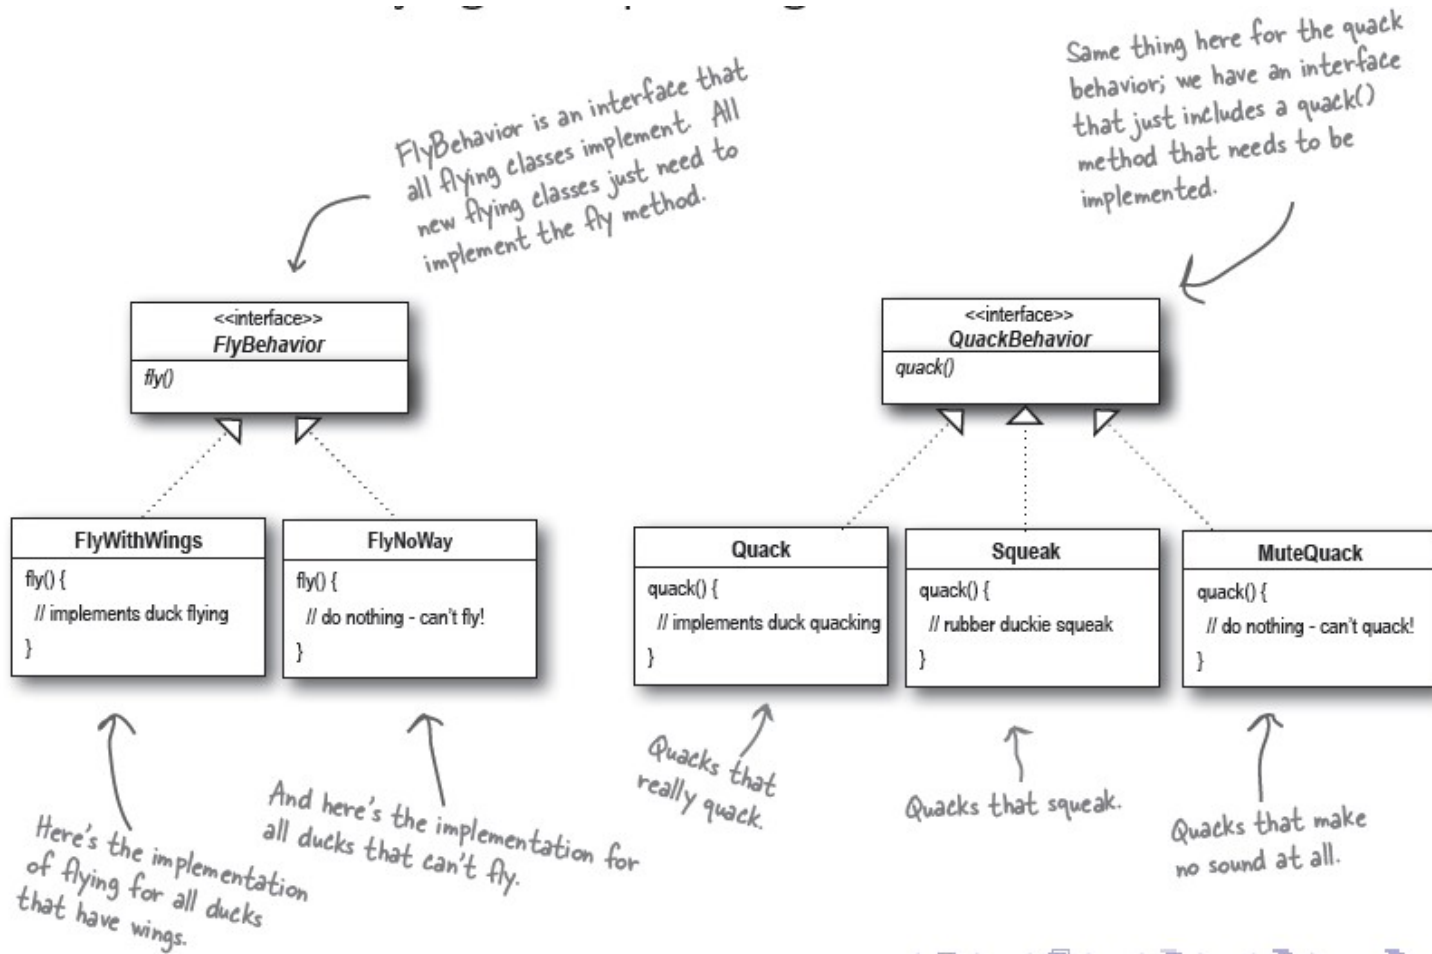 FlyBehavior is an interface that
all flying classes implement. All
new flying classes just need to
implement the fly method.
Same thing here for the quack
behavior; we have an interface
that just includes a quack()
method that needs to be
implemented.
<<interface>>
FlyBehavior
fly()
<<interface>>
QuackBehavior
quack()
FlyWithWings
fly() {
// implements duck flying
}
FlyNoWay
fly() {
// do nothing - can't fly!
}
Quack
quack() {
// implements duck quacking
}
Squeak
quack() {
// rubber duckie squeak
}
MuteQuack
quack() {
// do nothing - can't quack!
}
Here's the implementation
of flying for all ducks
that have wings.
And here's the implementation for
all ducks that can't fly.
Quacks that
really quack.
Quacks that squeak.
Quacks that make
no sound at all.